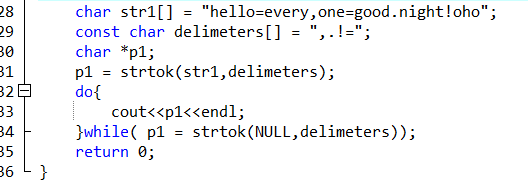 28 char str1[] = "hello=every,one=good.night!oho";
29 const char delimeters[] = ",.!=";
30 char *p1;
31 p1 = strtok(str1,delimeters);
32 do{
33 cout<<p1<<endl;
34 }while( p1 = strtok(NULL,delimeters));
35 return 0;
36 }